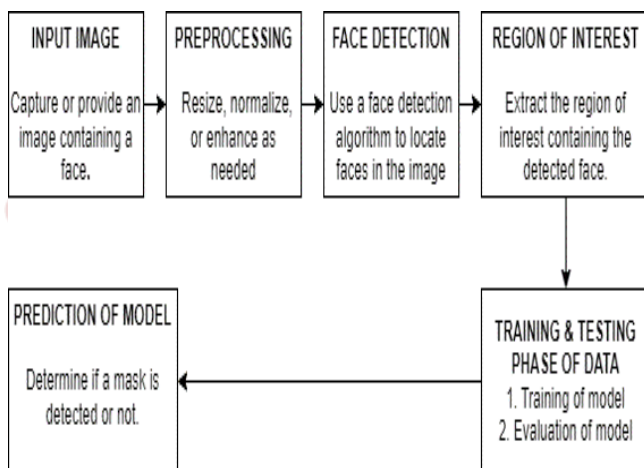 INPUT IMAGE
Capture or provide an
image containing a
face.
PREPROCESSING
Resize, normalize,
or enhance as
needed
FACE DETECTION
Use a face detection
algorithm to locate
faces in the image
REGION OF INTEREST
Extract the region of
interest containing the
detected face.
TRAINING & TESTING
PHASE OF DATA
1. Training of model
2. Evaluation of model
PREDICTION OF MODEL
Determine if a mask is
detected or not.